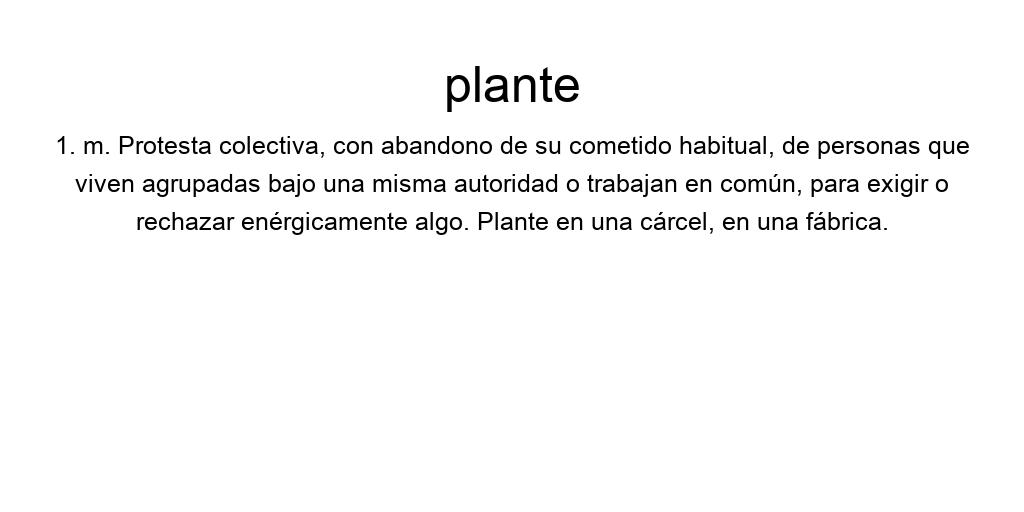 plante
1. m. Protesta colectiva, con abandono de su cometido habitual, de personas que
viven agrupadas bajo una misma autoridad o trabajan en común, para exigir o
rechazar enérgicamente algo. Plante en una cárcel, en una fábrica.